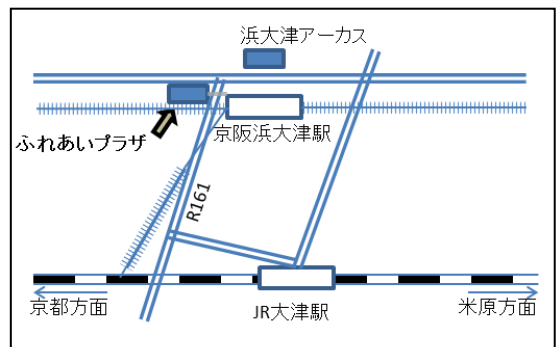 浜大津アーカス
ふれあいプラザ
京阪浜大津駅
R161
京都方面
JR大津駅
米原方面